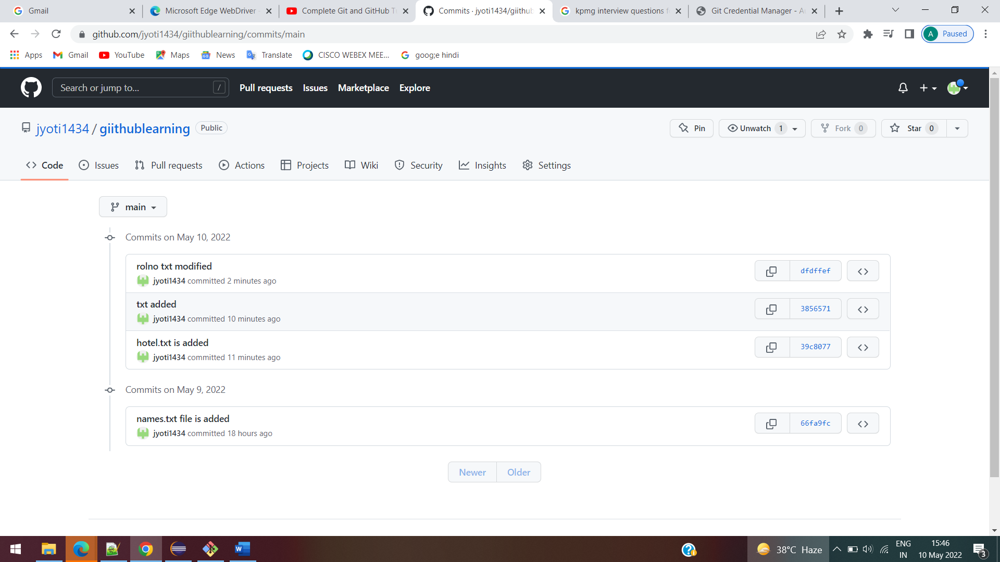 Gmail
Microsoft Edge WebDriver -
Complete Git and GitHub Tu
Commits · jyoti1434/giithub
kpmg interview questions f
Git Credential Manager - A
github.com/jyoti1434/giithublearning/commits/main
A Paused
Apps Gmail YouTube Maps News Translate CISCO WEBEX MEE... goog;e hindi
Search or jump to... /
Pull requests Issues Marketplace Explore
jyoti1434 / giithublearning Public
Pin Unwatch 1 Fork 0 Star 0
Code Issues Pull requests Actions Projects Wiki Security Insights Settings
main
Commits on May 10, 2022
rolno txt modified
dfdffef
jyoti1434 committed 2 minutes ago
txt added
3856571
jyoti1434 committed 10 minutes ago
hotel.txt is added
39c8077
jyoti1434 committed 11 minutes ago
Commits on May 9, 2022
names.txt file is added
66fa9fc
jyoti1434 committed 18 hours ago
Newer Older
38°C Haze
ENG
IN
15:46
10 May 2022
3